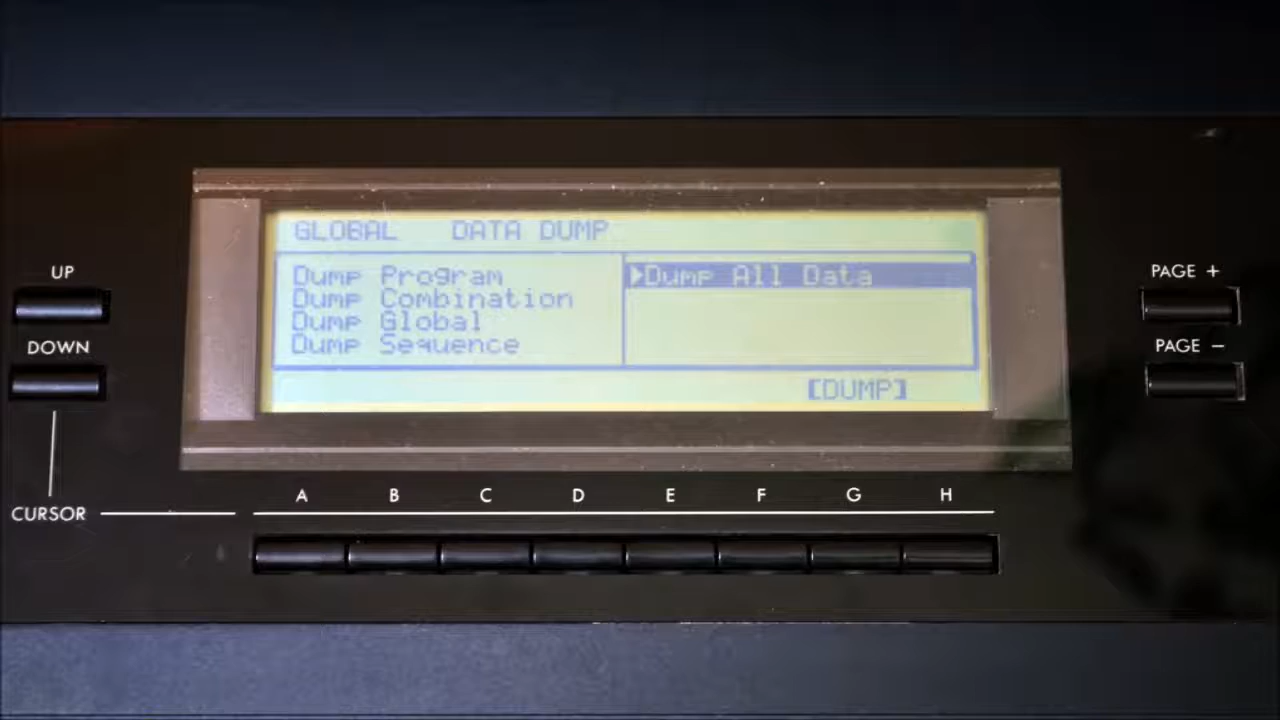 GLOBAL DATA DUMP
Dump Program
Dump Combination
Dump Global
Dump Sequence
▶Dump All Data
[DUMP]
UP
DOWN
CURSOR
PAGE +
PAGE −
A B C D E F G H